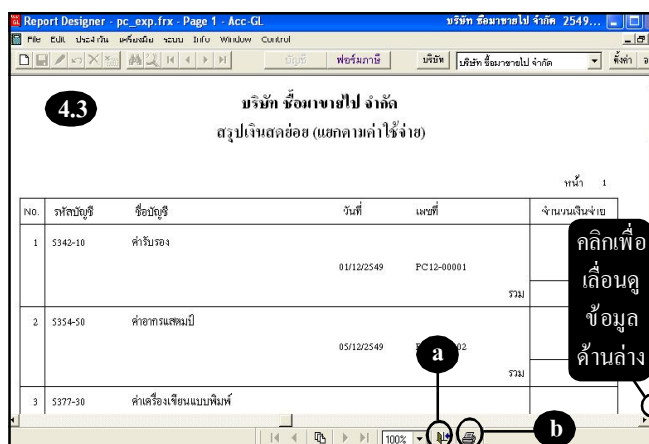 Report Designer - pc_exp.frx - Page 1 - Acc-GL บริษัท ซื้อมาขายไป จำกัด 2549...
File Edit ประจำวัน เครื่องมือ ระบบ Info Window Control
บัญชี ฟอร์มภาษี บริษัท บริษัท ซื้อมาขายไป จำกัด ตั้งค่า
4.3
บริษัท ซื้อมาขายไป จำกัด
สรุปเงินสดย่อย (แยกตามค่าใช้จ่าย)
หน้า 1
No. รหัสบัญชี ชื่อบัญชี วันที่ เลขที่ จำนวนเงินจ่าย
1 5342-10 ค่ารับรอง
01/12/2549 PC12-00001
รวม
2 5354-50 ค่าอากรแสตมป์
05/12/2549 02
รวม
3 5377-30 ค่าเครื่องเขียนแบบพิมพ์
คลิกเพื่อ
เลื่อนดู
ข้อมูล
ด้านล่าง
a
b
100%